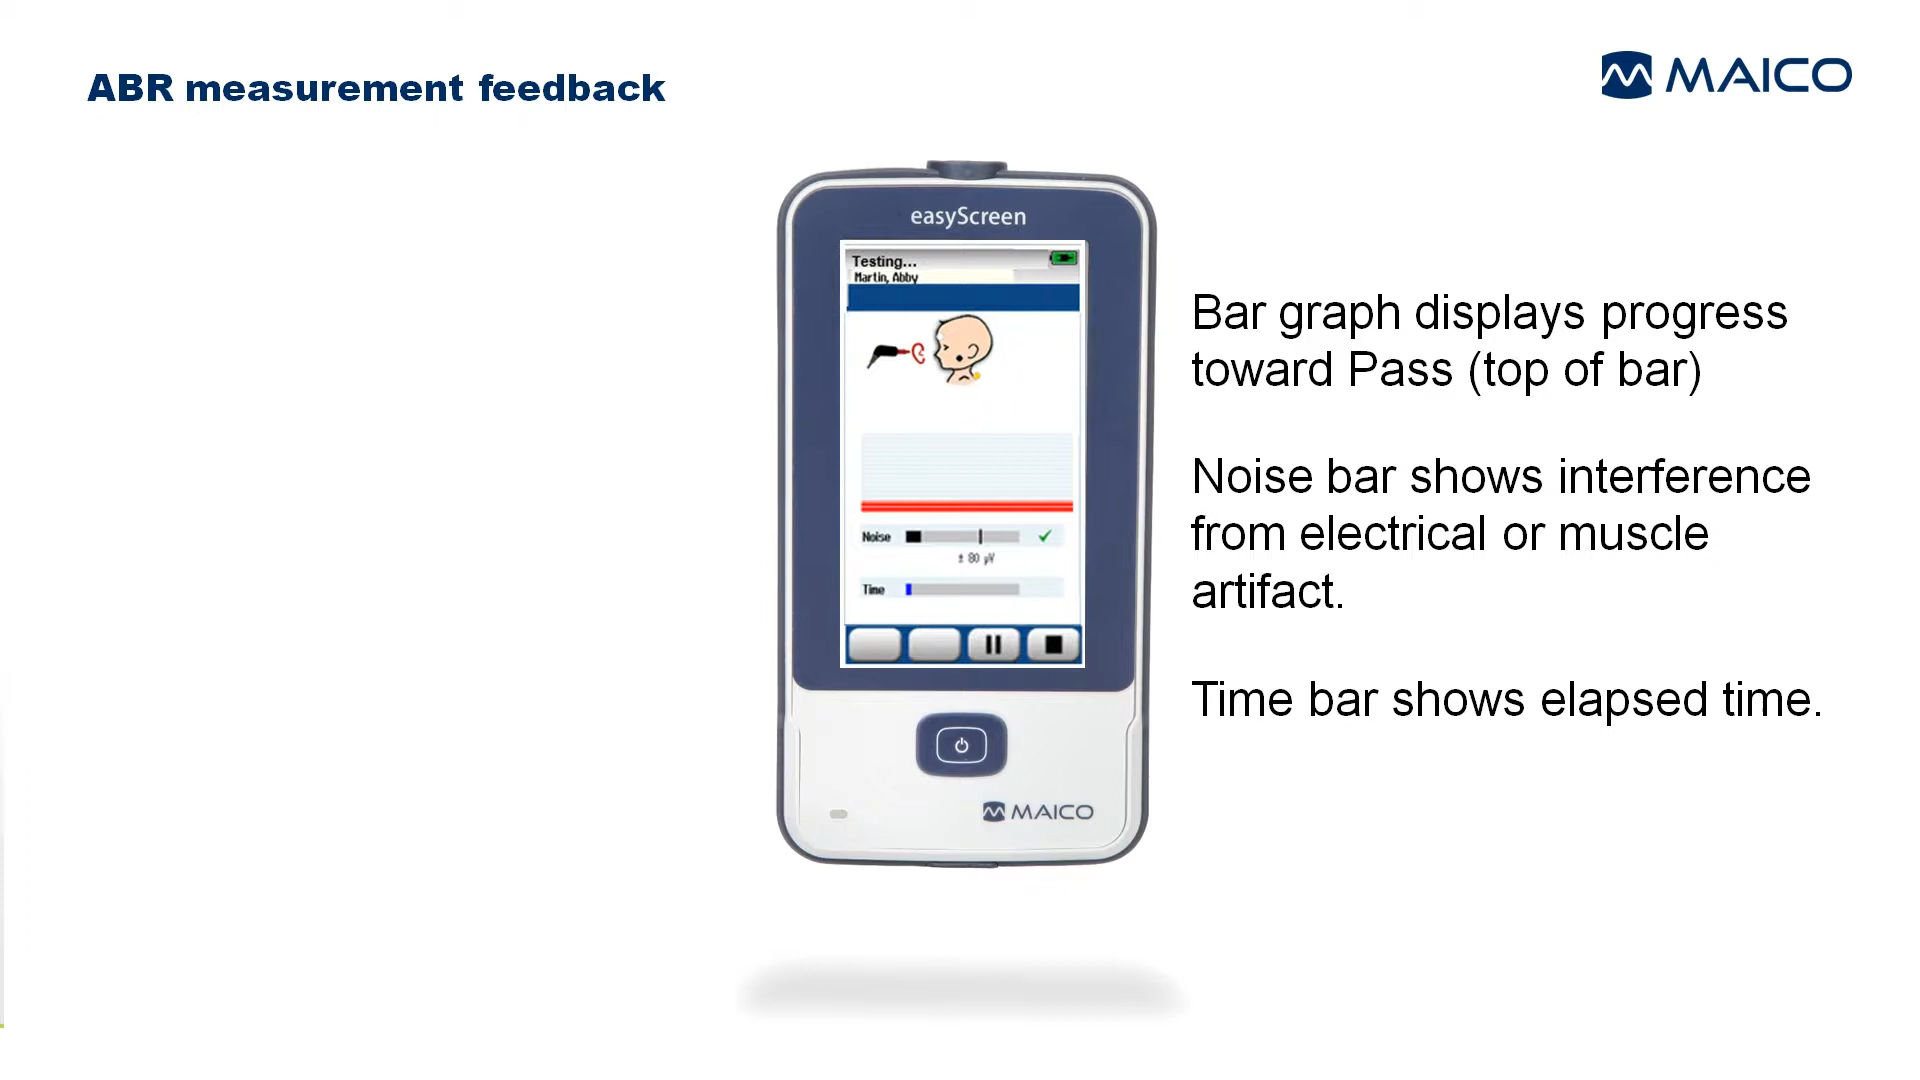 ABR measurement feedback
MAICO
easyScreen
Testing...
Martin, Abby
Noise
± 80 µV
Time
MAICO
Bar graph displays progress
toward Pass (top of bar)
Noise bar shows interference
from electrical or muscle
artifact.
Time bar shows elapsed time.